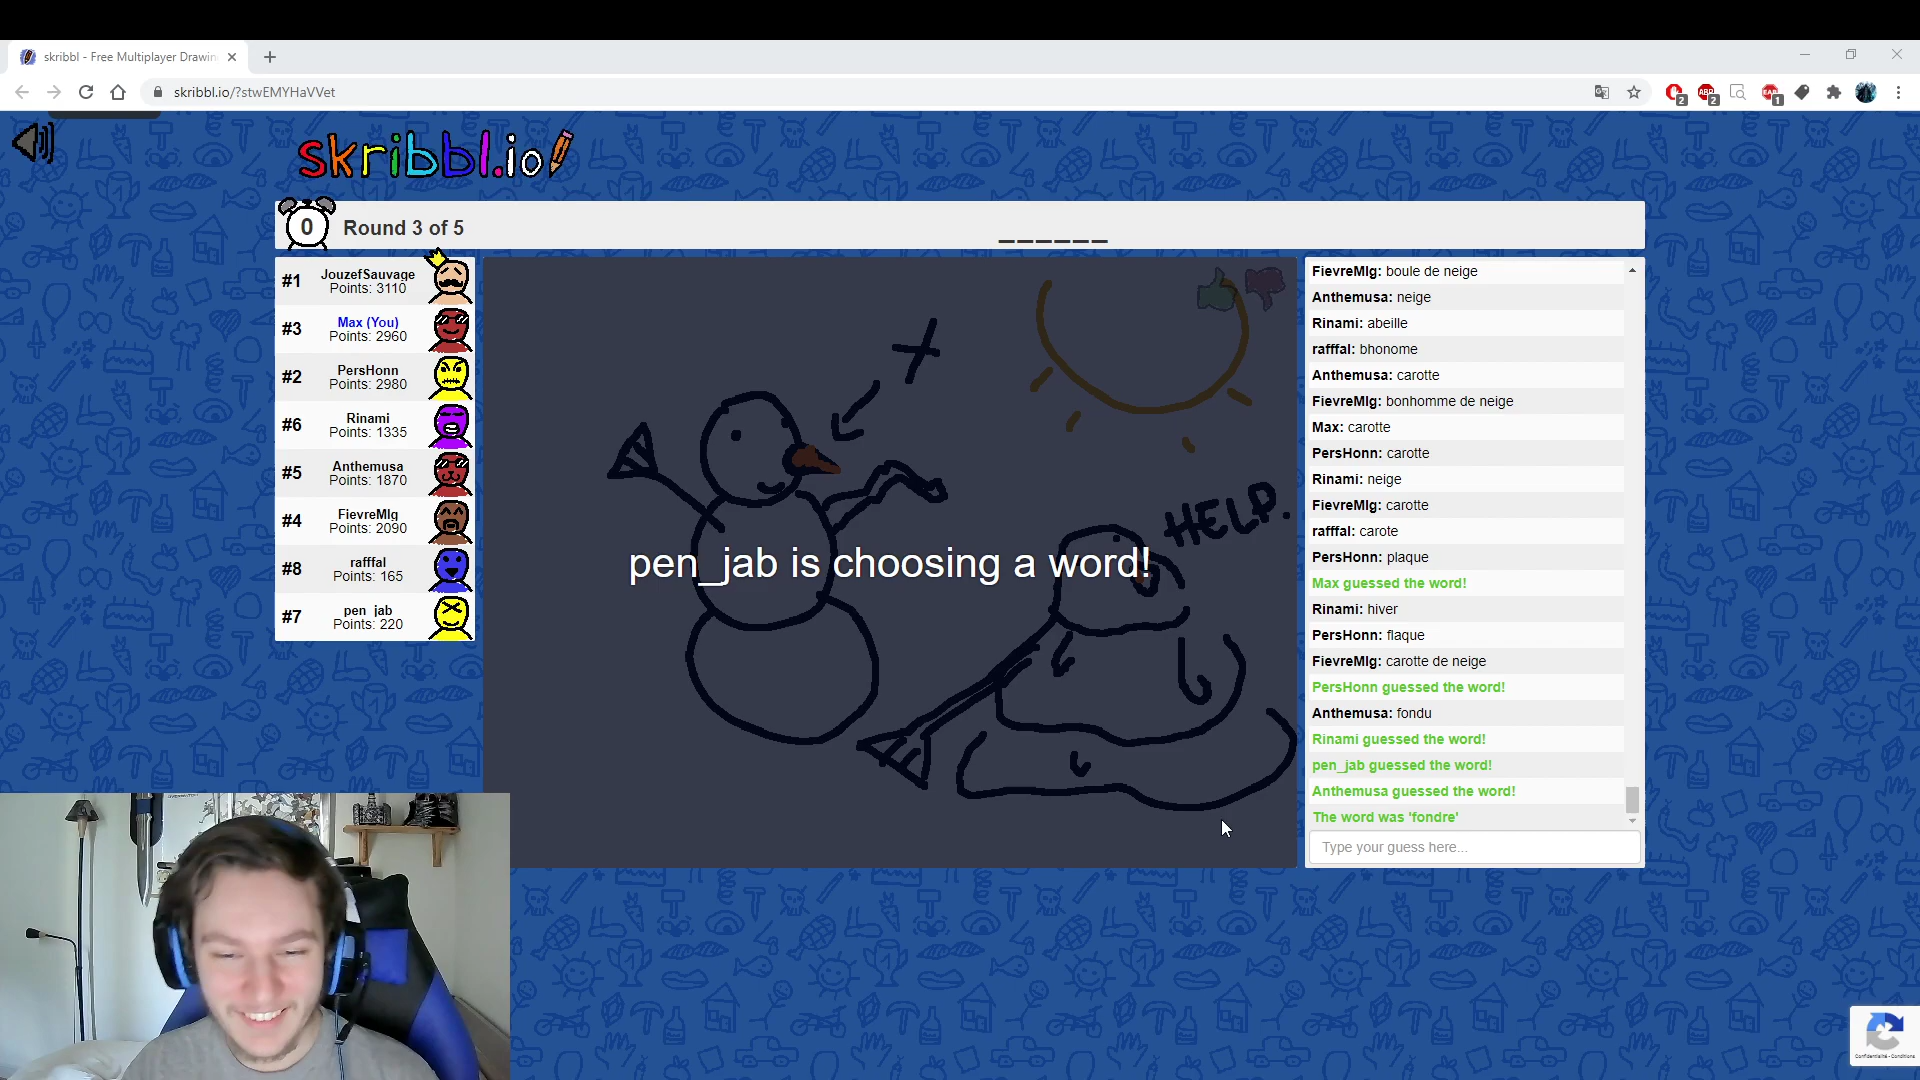 skribbl - Free Multiplayer Drawin
skribbl.io/?stwEMYHaVVet
2
2
1
skribbl.io
0
Round 3 of 5
______
#1
JouzefSauvage
Points: 3110
#3
Max (You)
Points: 2960
#2
PersHonn
Points: 2980
#6
Rinami
Points: 1335
#5
Anthemusa
Points: 1870
#4
FievreMlg
Points: 2090
#8
rafffal
Points: 165
#7
pen_jab
Points: 220
HELP.
pen_jab is choosing a word!
FievreMlg: boule de neige
Anthemusa: neige
Rinami: abeille
rafffal: bhonome
Anthemusa: carotte
FievreMlg: bonhomme de neige
Max: carotte
PersHonn: carotte
Rinami: neige
FievreMlg: carotte
rafffal: carote
PersHonn: plaque
Max guessed the word!
Rinami: hiver
PersHonn: flaque
FievreMlg: carotte de neige
PersHonn guessed the word!
Anthemusa: fondu
Rinami guessed the word!
pen_jab guessed the word!
Anthemusa guessed the word!
The word was 'fondre'
Type your guess here...
Confidentialité - Conditions